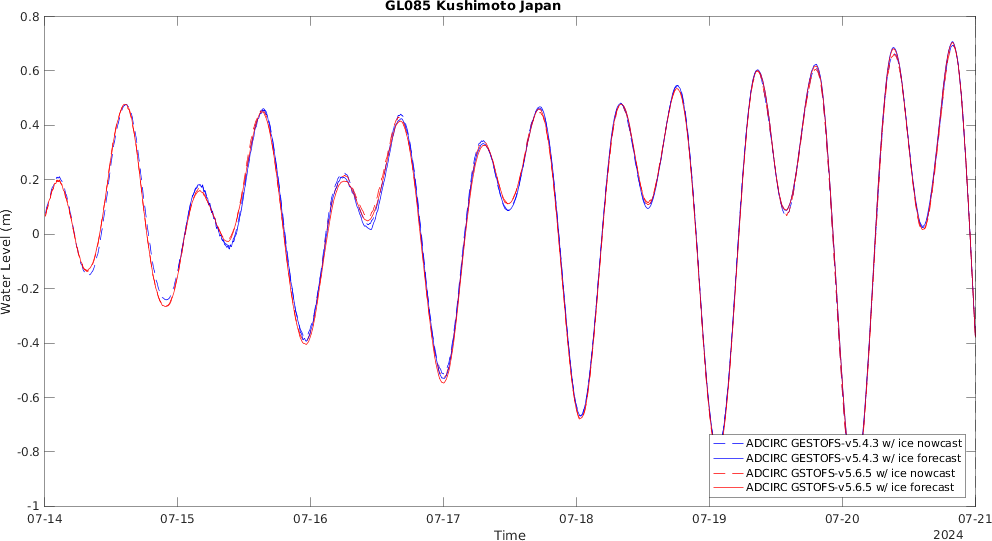 GL085 Kushimoto Japan
0.8
0.6
0.4
0.2
0
-0.2
-0.4
-0.6
-0.8
-1
Water Level (m)
ADCIRC GESTOFS-v5.4.3 w/ ice nowcast
ADCIRC GESTOFS-v5.4.3 w/ ice forecast
ADCIRC GSTOFS-v5.6.5 w/ ice nowcast
ADCIRC GSTOFS-v5.6.5 w/ ice forecast
07-14 07-15 07-16 07-17 07-18 07-19 07-20 07-21
Time
2024